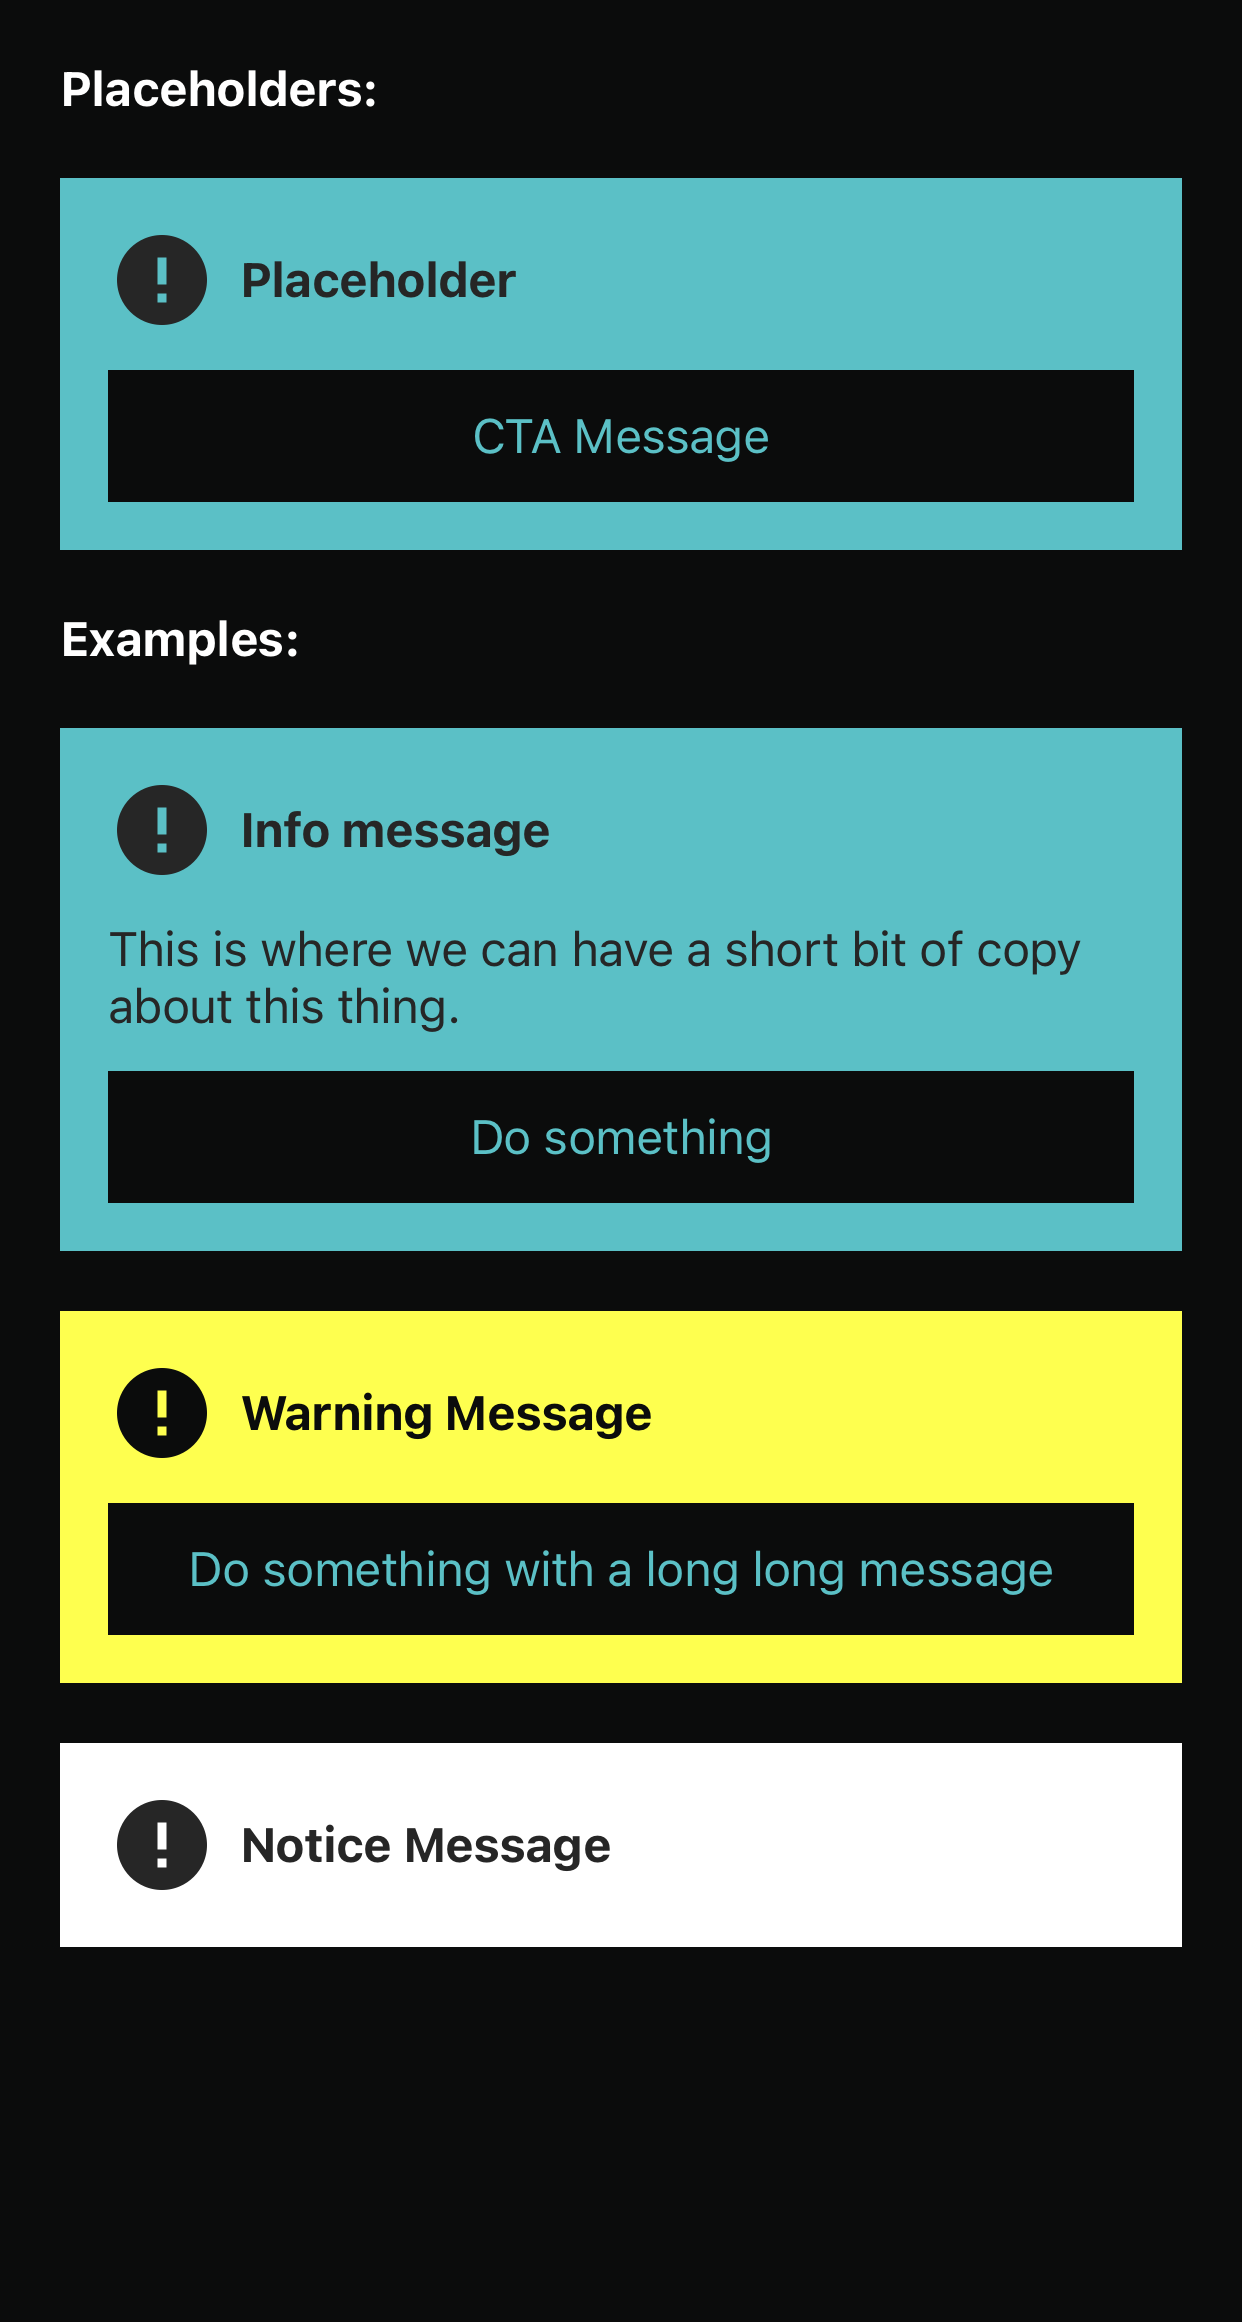 Placeholders:
Placeholder
CTA Message
Examples:
Info message
This is where we can have a short bit of copy
about this thing.
Do something
Warning Message
Do something with a long long message
Notice Message